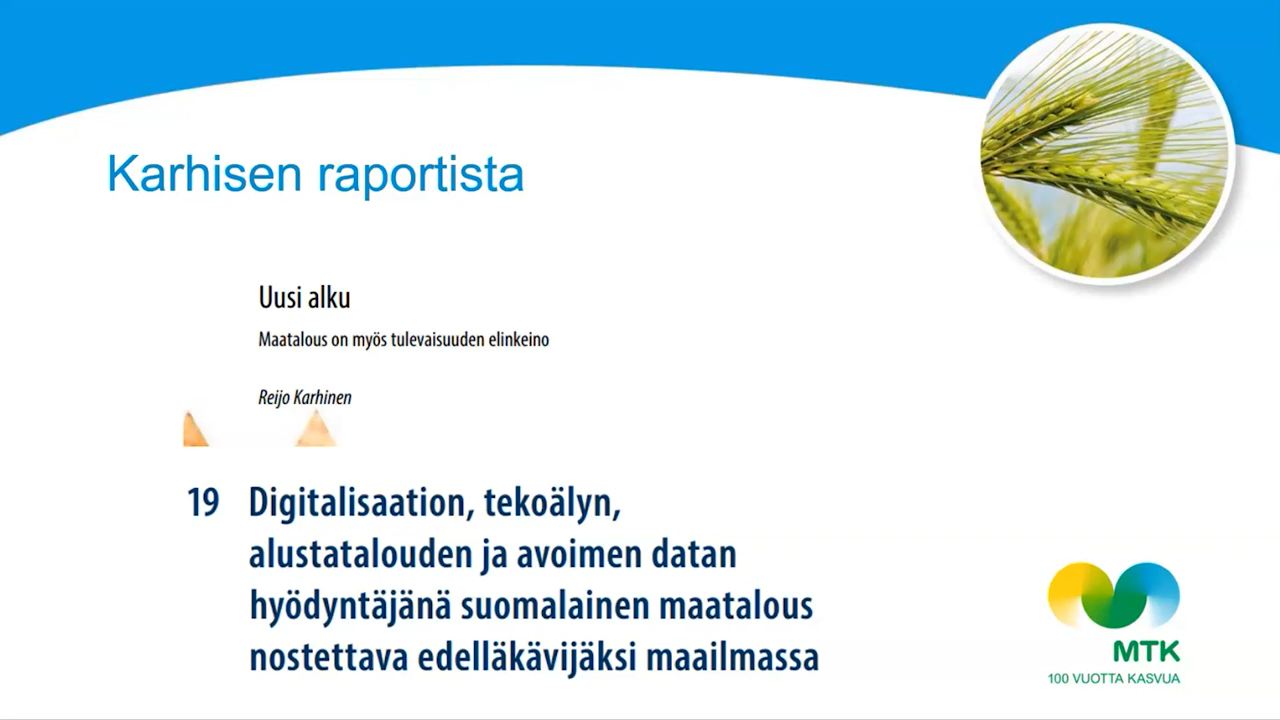 Karhisen raportista
Uusi alku
Maatalous on myös tulevaisuuden elinkeino
Reijo Karhinen
19 Digitalisaation, tekoälyn,
alustatalouden ja avoimen datan
hyödyntäjänä suomalainen maatalous
nostettava edelläkävijäksi maailmassa
MTK
100 VUOTTA KASVUA